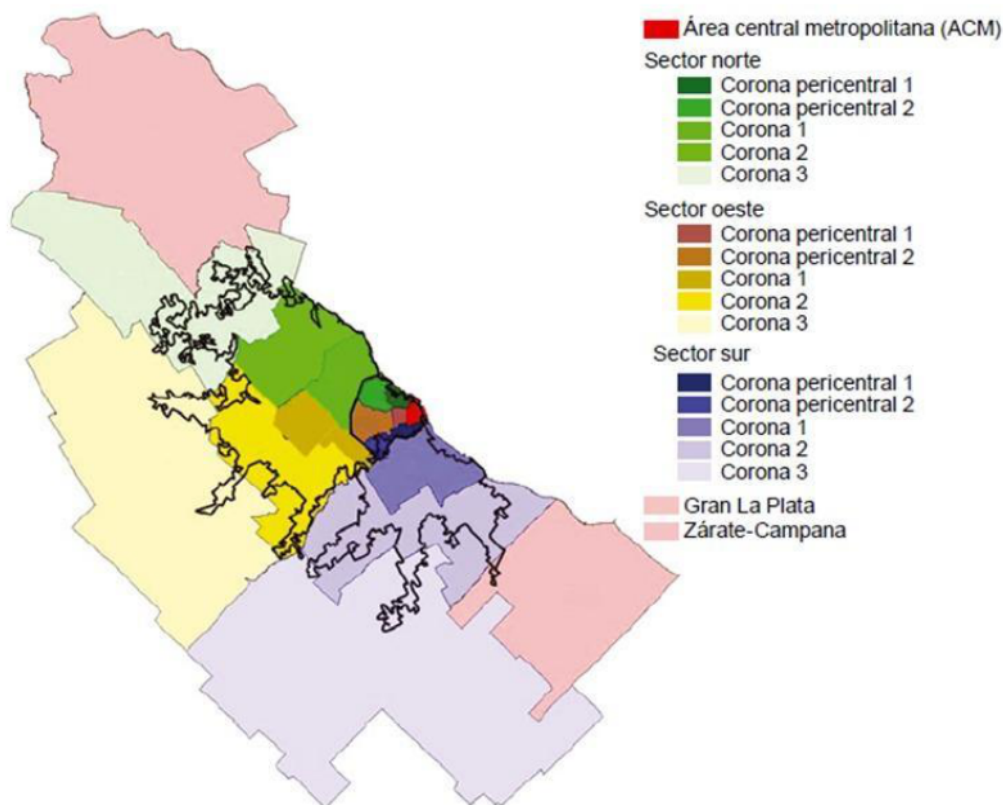 Área central metropolitana (ACM)
Sector norte
Corona pericentral 1
Corona pericentral 2
Corona 1
Corona 2
Corona 3
Sector oeste
Corona pericentral 1
Corona pericentral 2
Corona 1
Corona 2
Corona 3
Sector sur
Corona pericentral 1
Corona pericentral 2
Corona 1
Corona 2
Corona 3
Gran La Plata
Zárate-Campana